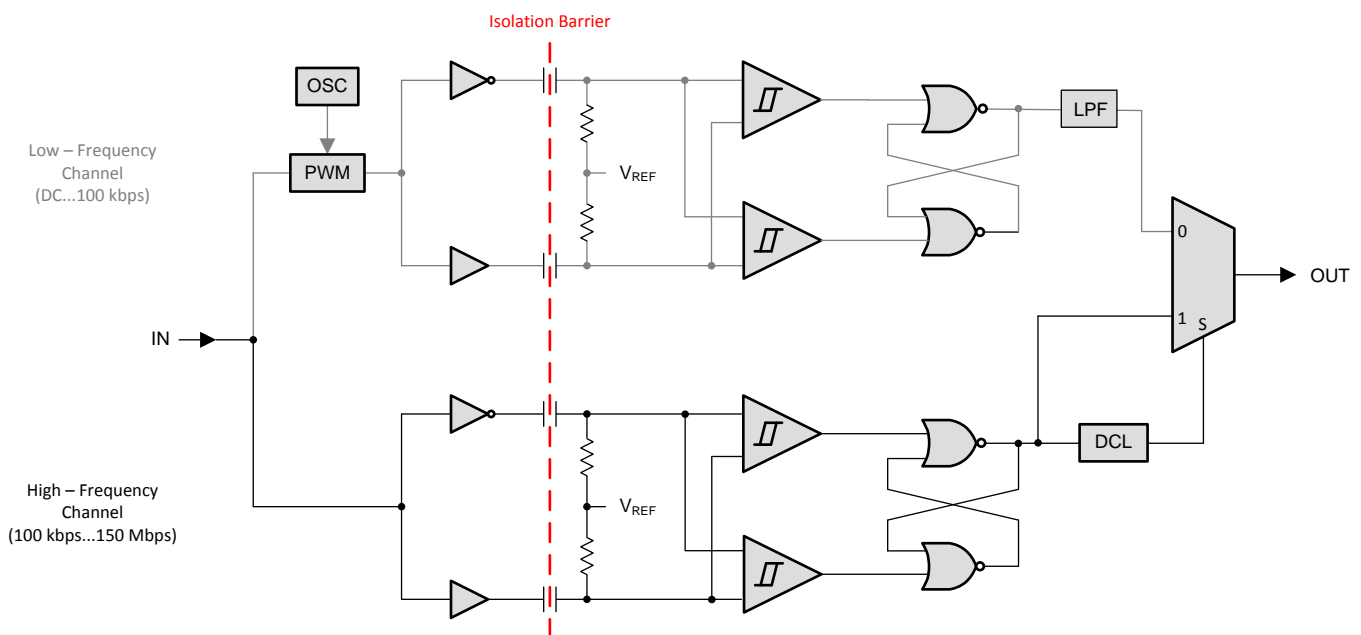 Isolation Barrier
OSC
Low – Frequency
Channel
(DC...100 kbps)
PWM
VREF
LPF
0
1
S
OUT
IN
High – Frequency
Channel
(100 kbps...150 Mbps)
VREF
DCL